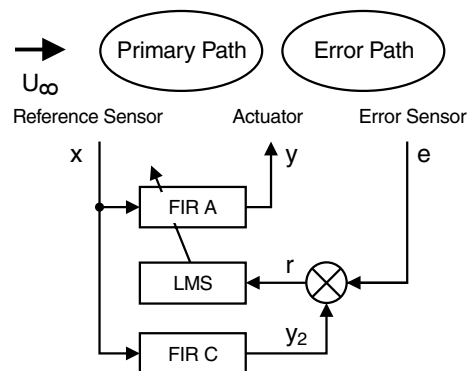 Primary Path
Error Path
U∞
Reference Sensor
Actuator
Error Sensor
x
y
e
FIR A
LMS
r
FIR C
y₂